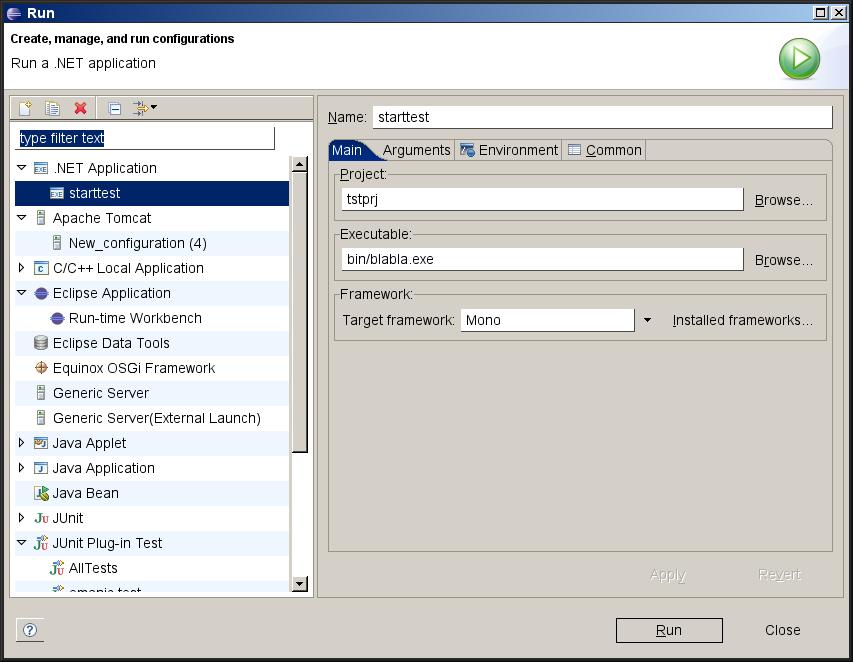 Run
Create, manage, and run configurations
Run a .NET application
type filter text
.NET Application
starttest
Apache Tomcat
New_configuration (4)
C/C++ Local Application
Eclipse Application
Run-time Workbench
Eclipse Data Tools
Equinox OSGi Framework
Generic Server
Generic Server(External Launch)
Java Applet
Java Application
Java Bean
JUnit
JUnit Plug-in Test
AllTests
Name: starttest
Main Arguments Environment Common
Project:
tstprj Browse...
Executable:
bin/blabla.exe Browse...
Framework:
Target framework: Mono Installed frameworks...
Apply Revert
Run Close